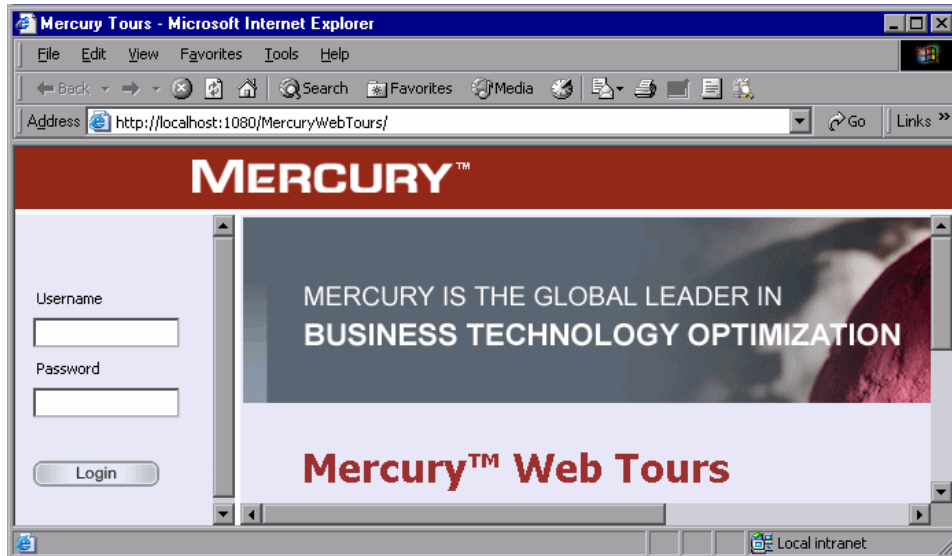 Mercury Tours - Microsoft Internet Explorer
File Edit View Favorites Tools Help
Back Search Favorites Media
Address http://localhost:1080/MercuryWebTours/ Go Links »
MERCURY™
Username
Password
Login
MERCURY IS THE GLOBAL LEADER IN
BUSINESS TECHNOLOGY OPTIMIZATION
Mercury™ Web Tours
Local intranet